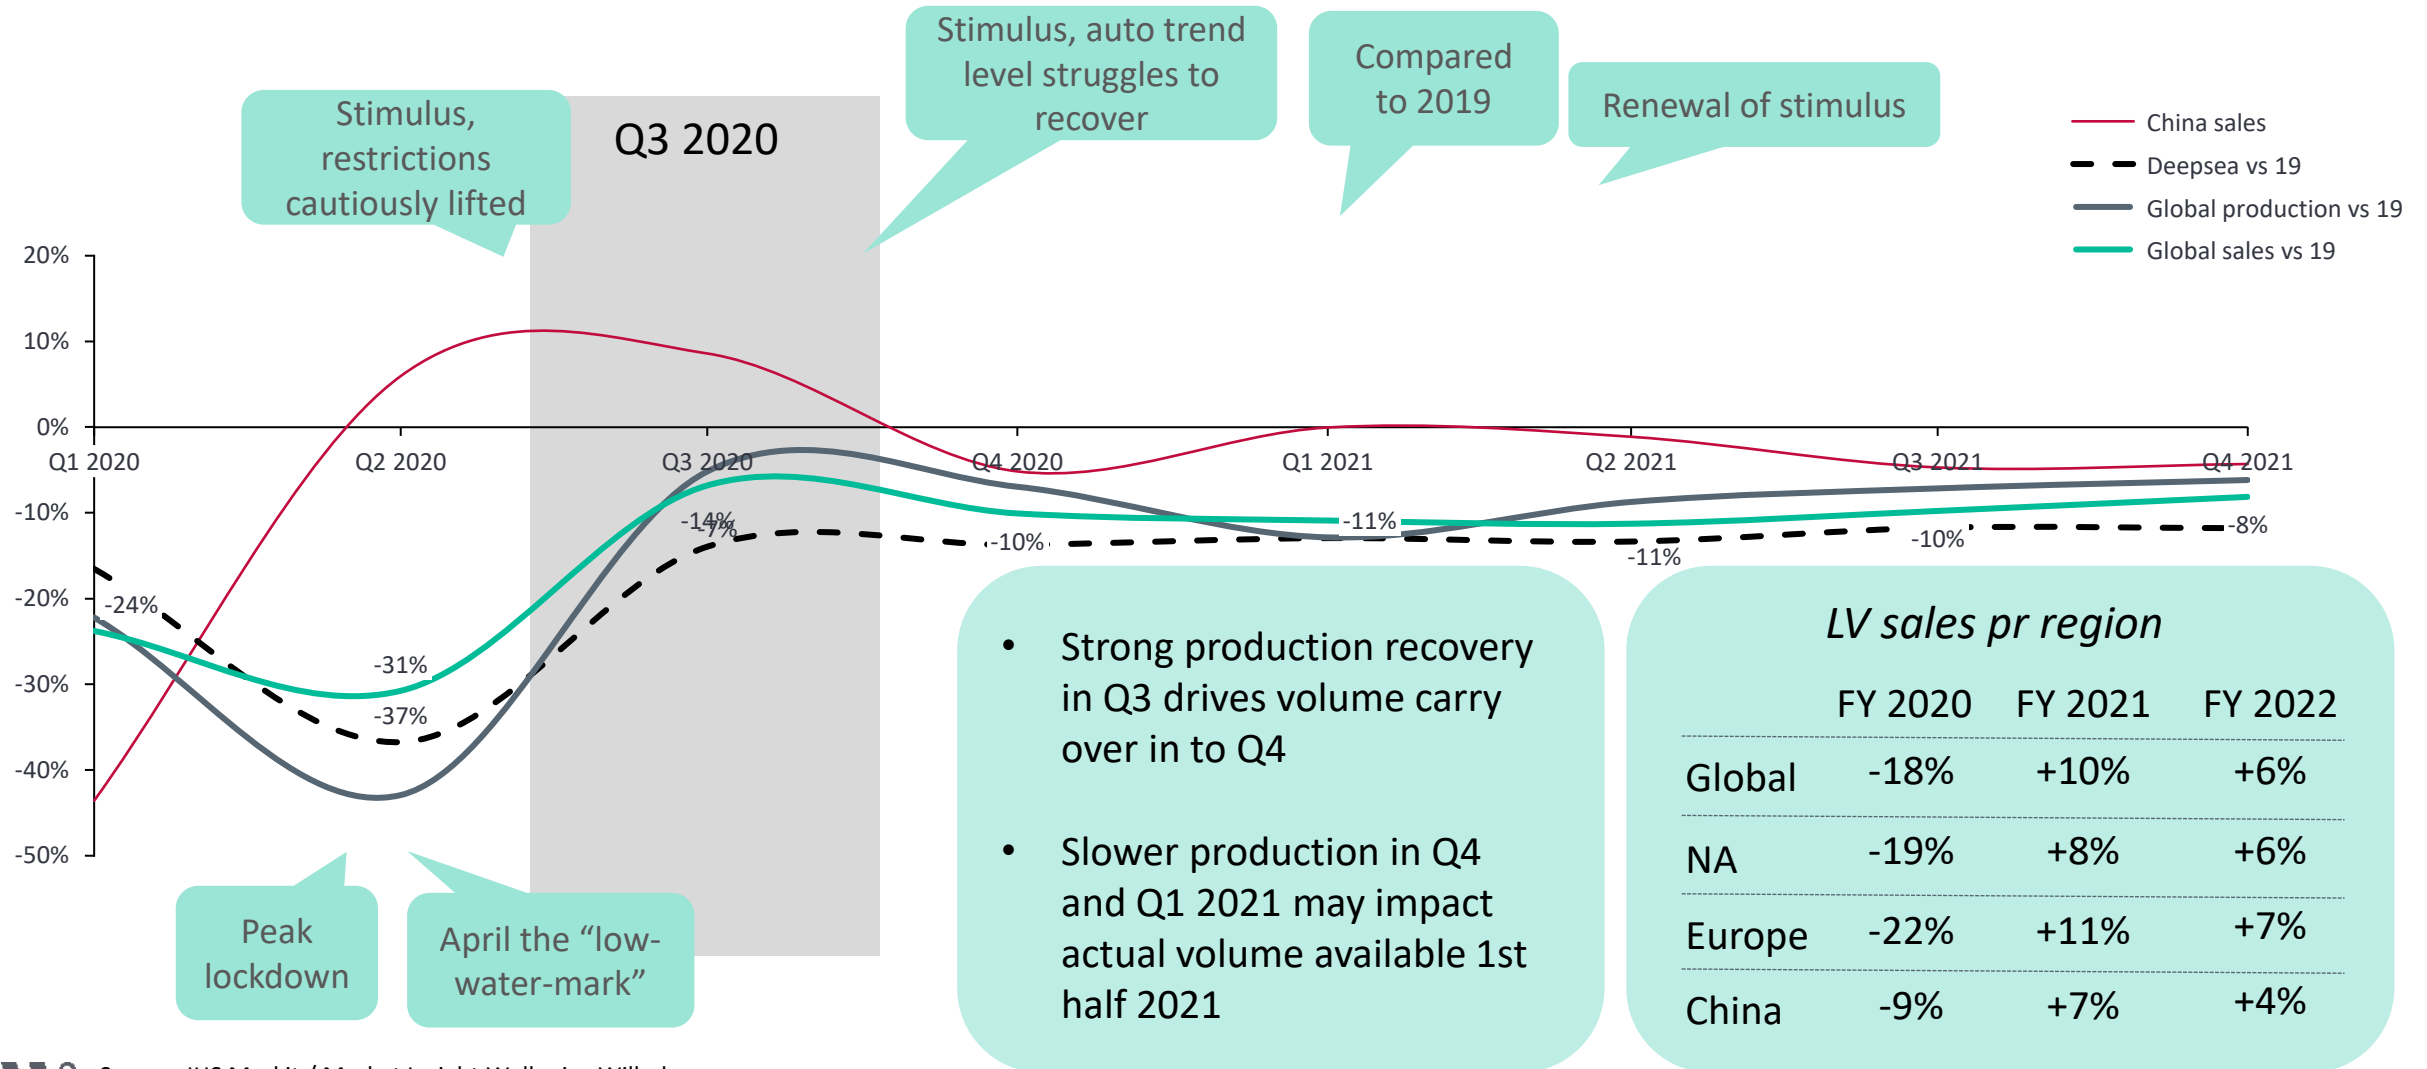 Stimulus, auto trend
level struggles to
recover
Compared
to 2019
Renewal of stimulus
Stimulus,
restrictions
cautiously lifted
Q3 2020
China sales
Deepsea vs 19
Global production vs 19
Global sales vs 19
20%
10%
0%
-10%
-20%
-30%
-40%
-50%
Q1 2020
Q2 2020
Q3 2020
Q4 2020
Q1 2021
Q2 2021
Q3 2021
Q4 2021
-24%
-31%
-37%
-14%
-7%
-10%
-11%
-11%
-10%
-8%
Peak
lockdown
April the “low-
water-mark”
• Strong production recovery
in Q3 drives volume carry
over in to Q4
• Slower production in Q4
and Q1 2021 may impact
actual volume available 1st
half 2021
LV sales pr region
FY 2020 FY 2021 FY 2022
Global -18% +10% +6%
NA -19% +8% +6%
Europe -22% +11% +7%
China -9% +7% +4%